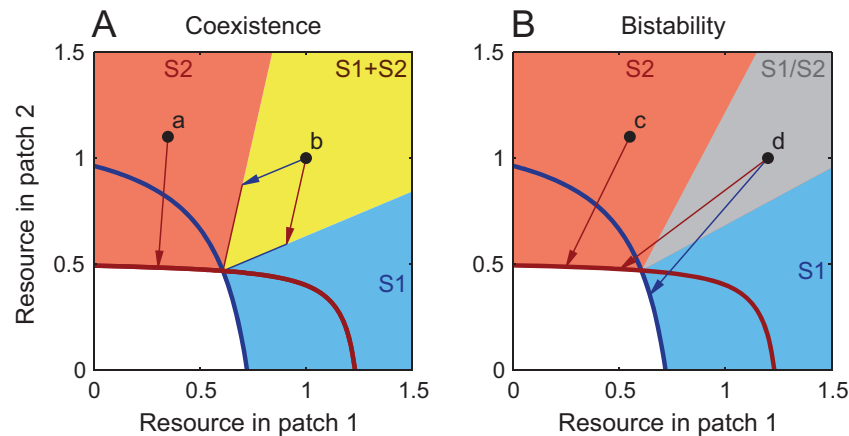 A
Coexistence
1.5
1
0.5
0
Resource in patch 2
S2
S1+S2
a
b
S1
0
0.5
1
1.5
Resource in patch 1
B
Bistability
1.5
1
0.5
0
S2
S1/S2
c
d
S1
0
0.5
1
1.5
Resource in patch 1